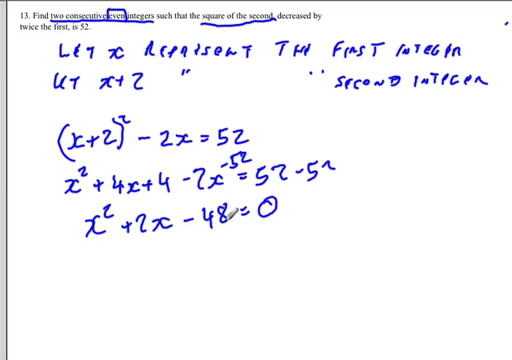 13. Find two consecutive even integers such that the square of the second, decreased by
twice the first, is 52.
LET x REPRESENT THE FIRST INTEGER
LET x+2 " " SECOND INTEGER
(x+2)² - 2x = 52
x² + 4x + 4 - 2x -52 = 52 - 52
x² + 2x - 48 = 0